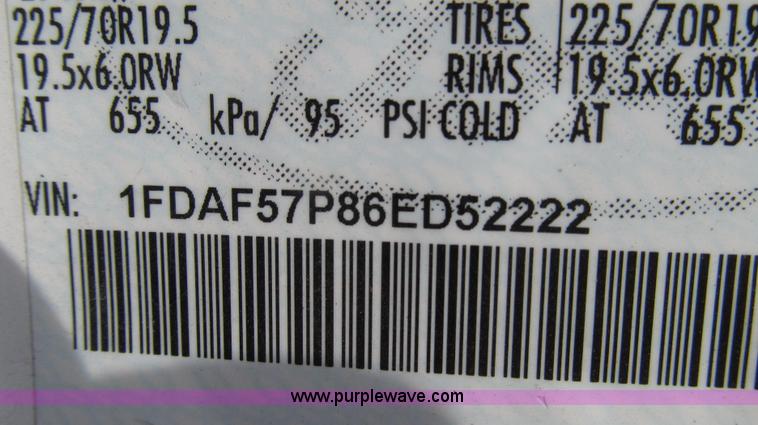 225/70R19.5 TIRES 225/70R19
19.5x6.0RW RIMS 19.5x6.0RW
AT 655 kPa/ 95 PSI COLD AT 655
VIN: 1FDAF57P86ED52222
www.purplewave.com